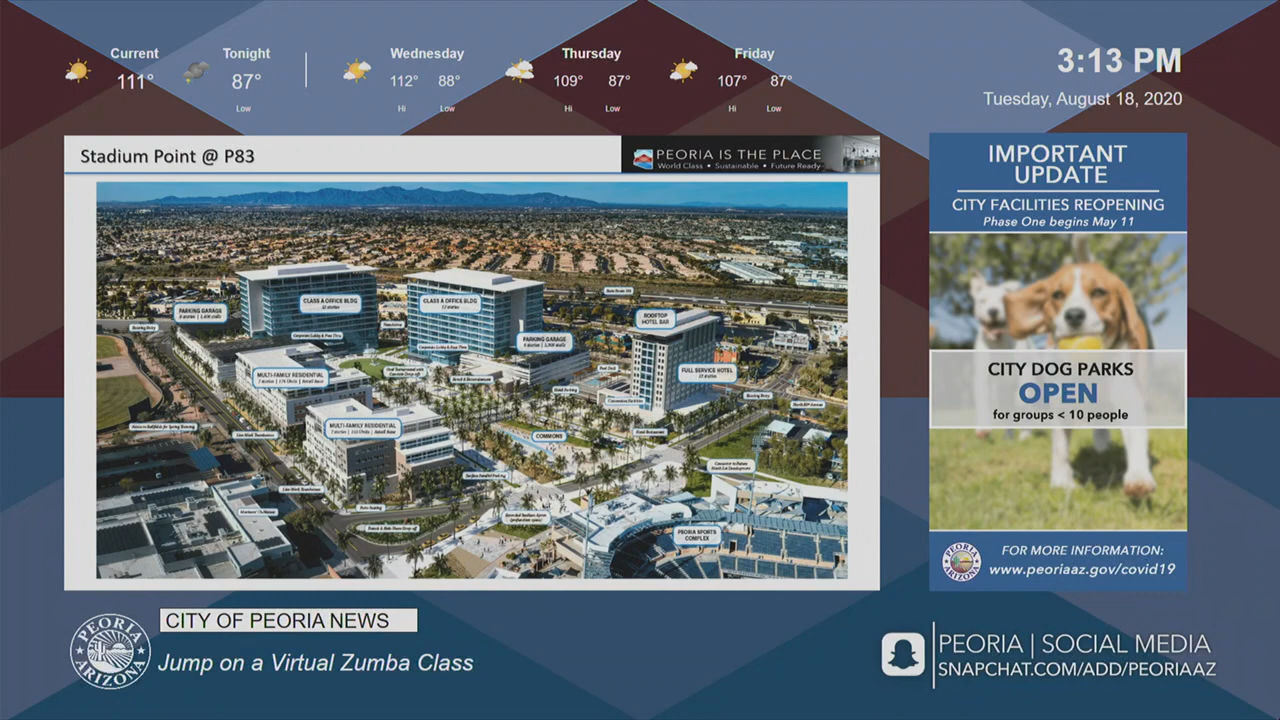 Current
111°
Tonight
87°
Low
Wednesday
112° 88°
Hi Low
Thursday
109° 87°
Hi Low
Friday
107° 87°
Hi Low
3:13 PM
Tuesday, August 18, 2020
Stadium Point @ P83
PEORIA IS THE PLACE
World Class • Sustainable • Future Ready
CLASS A OFFICE BLDG
CLASS A OFFICE BLDG
PARKING GARAGE
ROOFTOP
HOTEL BAR
PARKING GARAGE
FULL SERVICE HOTEL
MULTI-FAMILY RESIDENTIAL
MULTI-FAMILY RESIDENTIAL
COMMONS
PEORIA SPORTS
COMPLEX
IMPORTANT
UPDATE
CITY FACILITIES REOPENING
Phase One begins May 11
CITY DOG PARKS
OPEN
for groups < 10 people
PEORIA
ARIZONA
FOR MORE INFORMATION:
www.peoriaaz.gov/covid19
PEORIA
ARIZONA
CITY OF PEORIA NEWS
Jump on a Virtual Zumba Class
PEORIA | SOCIAL MEDIA
SNAPCHAT.COM/ADD/PEORIAAZ